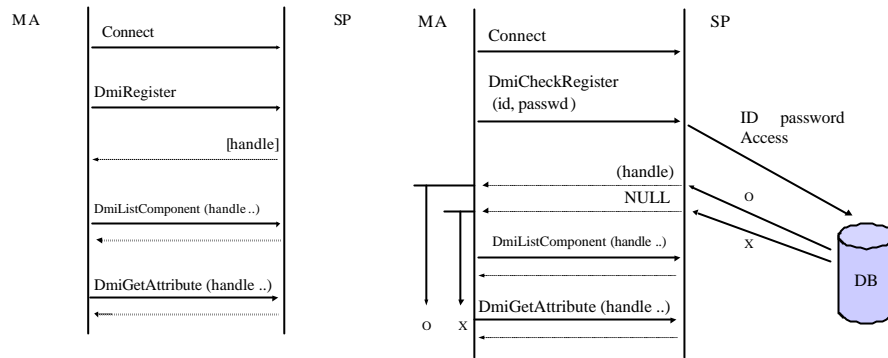 MA
SP
Connect
DmiRegister
[handle]
DmiListComponent (handle ..)
DmiGetAttribute (handle ..)
MA
SP
Connect
DmiCheckRegister
(id, passwd )
ID password
Access
(handle)
NULL
O
X
DmiListComponent (handle ..)
DmiGetAttribute (handle ..)
O X
DB